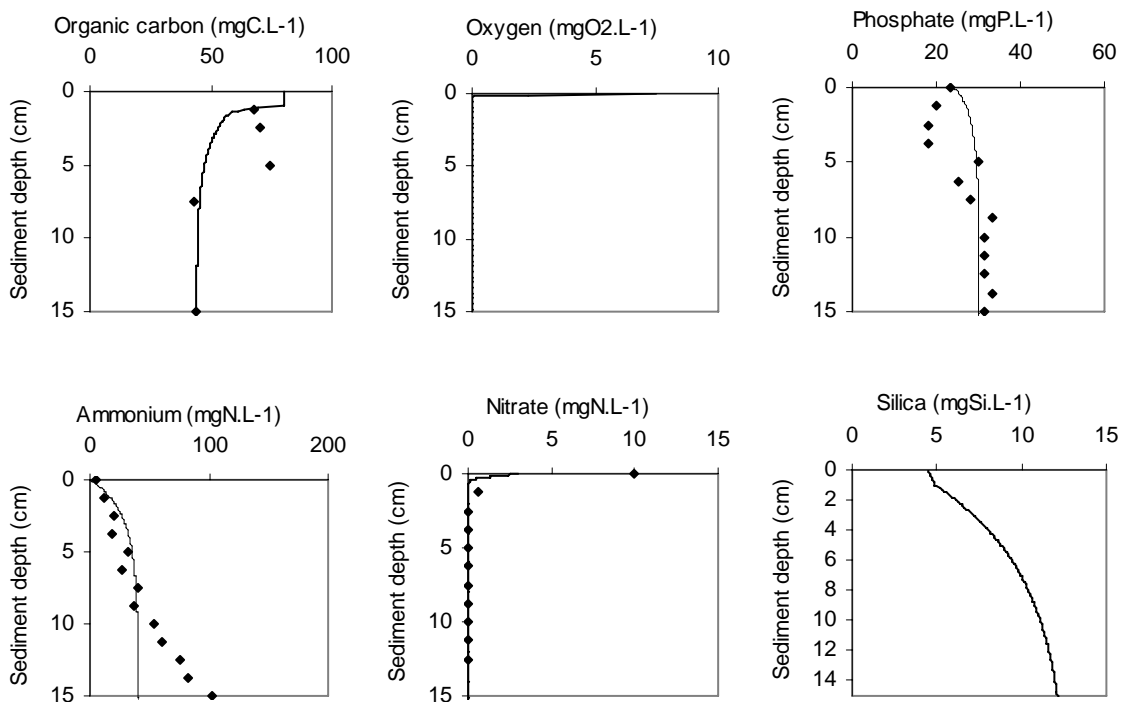 Organic carbon (mgC.L-1)
0 50 100
0
5
10
15
Sediment depth (cm)
Oxygen (mgO2.L-1)
0 5 10
0
5
10
15
Sediment depth (cm)
Phosphate (mgP.L-1)
0 20 40 60
0
5
10
15
Sediment depth (cm)
Ammonium (mgN.L-1)
0 100 200
0
5
10
15
Sediment depth (cm)
Nitrate (mgN.L-1)
0 5 10 15
0
5
10
15
Sediment depth (cm)
Silica (mgSi.L-1)
0 5 10 15
0
2
4
6
8
10
12
14
Sediment depth (cm)